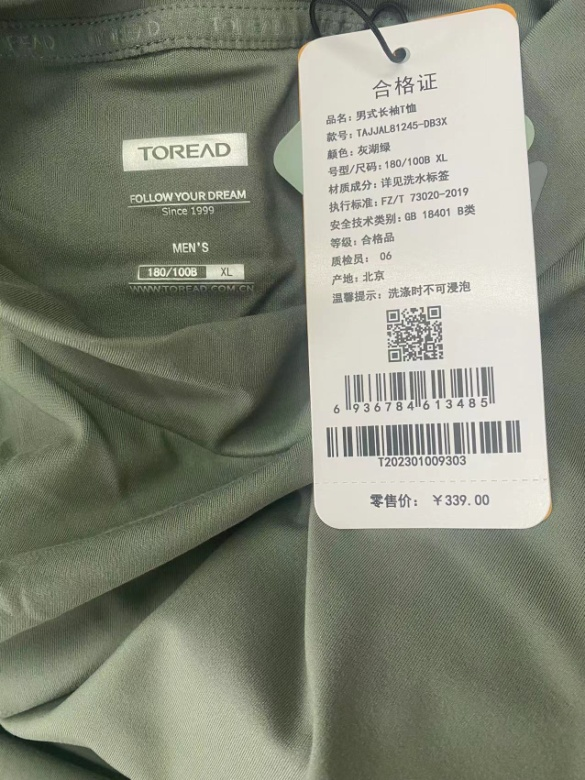 TOREAD
TOREAD
FOLLOW YOUR DREAM
Since 1999
MEN'S
180/100B XL
WWW.TOREAD.COM.CN
合格证
品名：男式长袖T恤
款号：TAJJAL81245-DB3X
颜色：灰湖绿
号型/尺码：180/100B XL
材质成分：详见洗水标签
执行标准：FZ/T 73020-2019
安全技术类别：GB 18401 B类
等级：合格品
质检员： 06
产地：北京
温馨提示：洗涤时不可浸泡
6 936784 613485
T202301009303
零售价：￥339.00